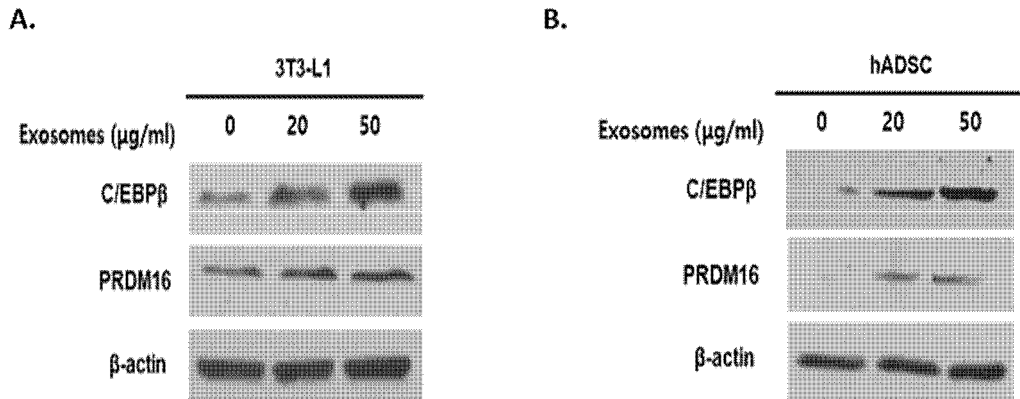 A.
3T3-L1
Exosomes (μg/ml) 0 20 50
C/EBPβ
PRDM16
β-actin
B.
hADSC
Exosomes (μg/ml) 0 20 50
C/EBPβ
PRDM16
β-actin